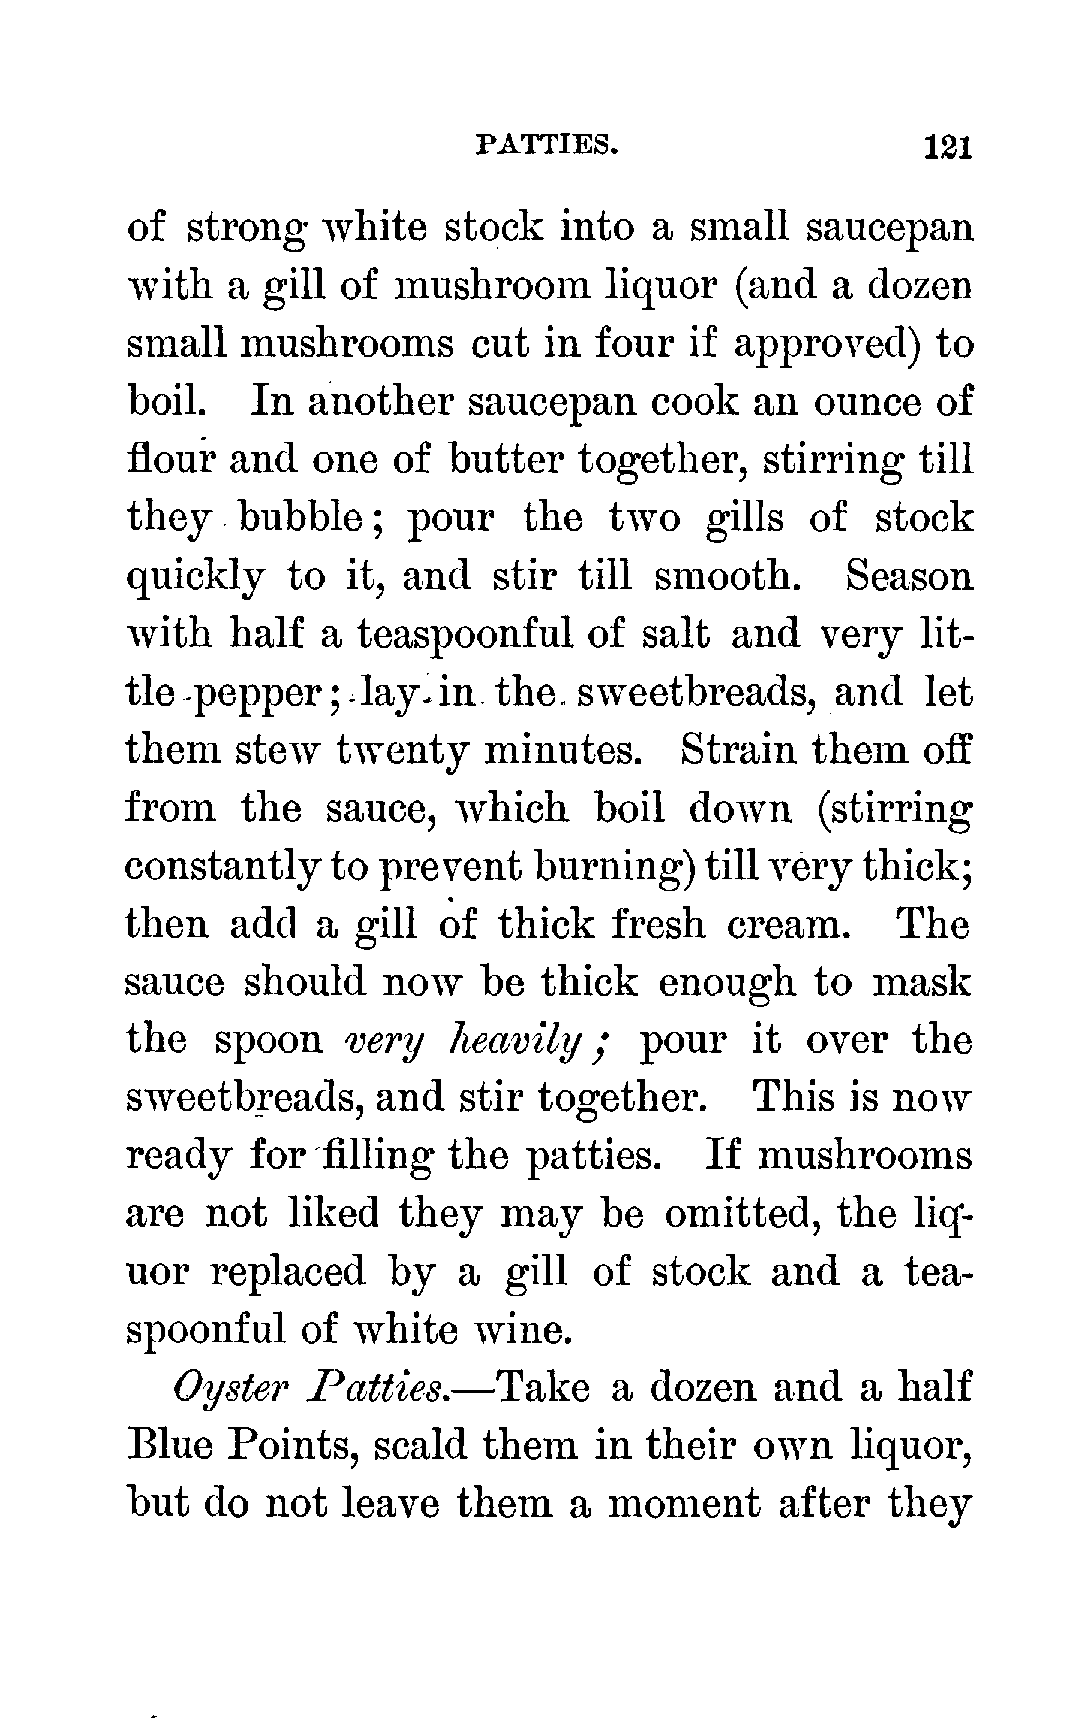 PATTIES. 121
of strong white stock into a small saucepan
with a gill of mushroom liquor (and a dozen
small mushrooms cut in four if approved) to
boil. In another saucepan cook an ounce of
flour and one of butter together, stirring till
they bubble; pour the two gills of stock
quickly to it, and stir till smooth. Season
with half a teaspoonful of salt and very lit-
tle pepper; lay in the sweetbreads, and let
them stew twenty minutes. Strain them off
from the sauce, which boil down (stirring
constantly to prevent burning) till very thick;
then add a gill of thick fresh cream. The
sauce should now be thick enough to mask
the spoon very heavily; pour it over the
sweetbreads, and stir together. This is now
ready for filling the patties. If mushrooms
are not liked they may be omitted, the liq-
uor replaced by a gill of stock and a tea-
spoonful of white wine.
Oyster Patties.—Take a dozen and a half
Blue Points, scald them in their own liquor,
but do not leave them a moment after they